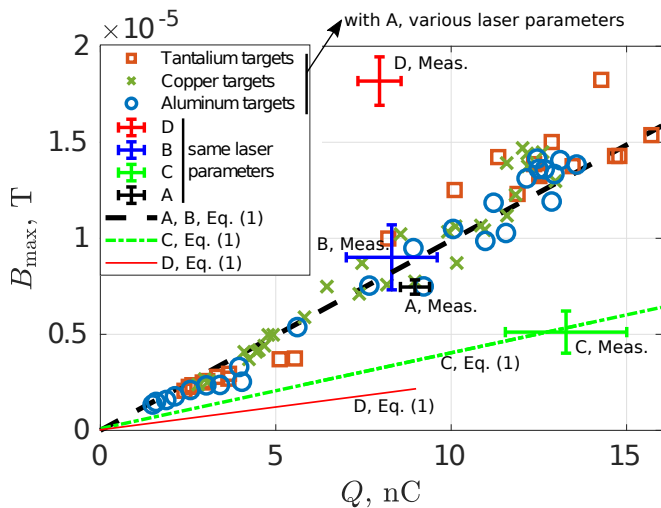 × 10⁻⁵
with A, various laser parameters
2
1.5
1
0.5
0
B_max, T
Tantalium targets
Copper targets
Aluminum targets
D
B
C
A
same laser
parameters
A, B, Eq. (1)
C, Eq. (1)
D, Eq. (1)
D, Meas.
B, Meas.
A, Meas.
C, Meas.
C, Eq. (1)
D, Eq. (1)
0 5 10 15
Q, nC